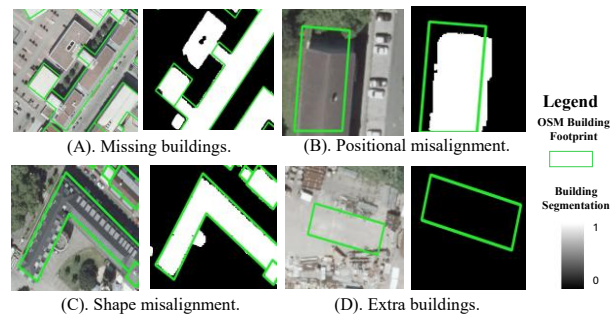 (A). Missing buildings.
(B). Positional misalignment.
(C). Shape misalignment.
(D). Extra buildings.
Legend
OSM Building
Footprint
Building
Segmentation
1
0